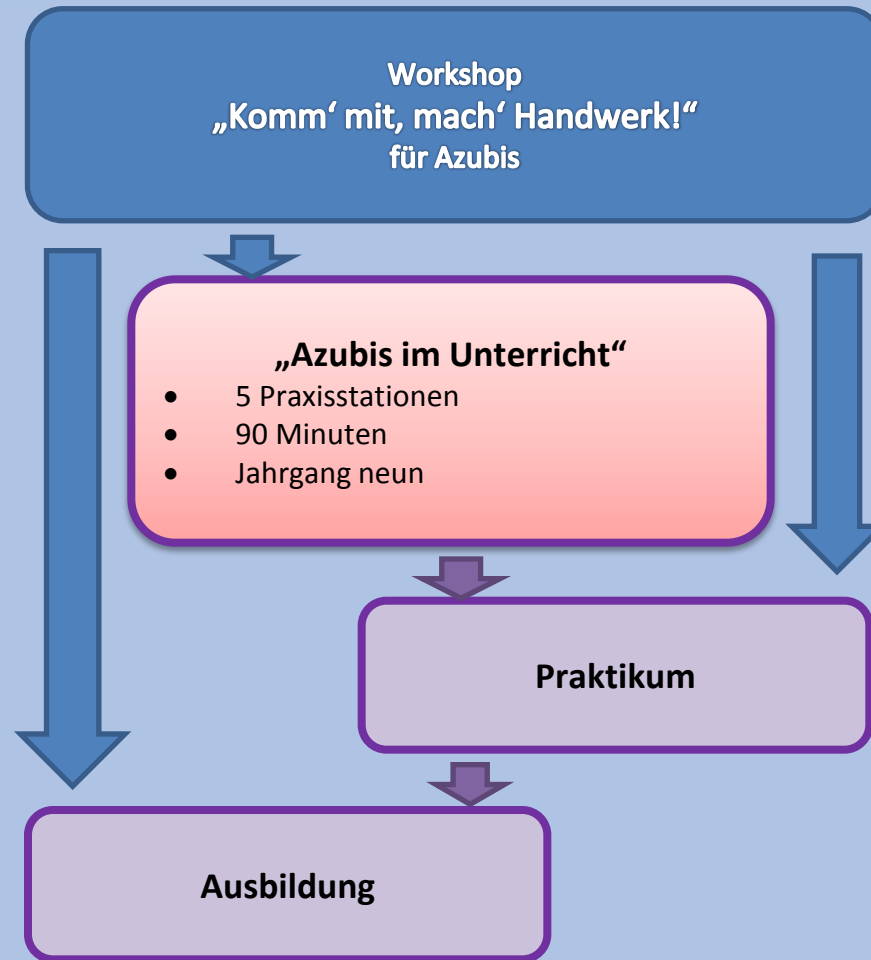 Workshop
„Komm‘ mit, mach‘ Handwerk!“
für Azubis
„Azubis im Unterricht“
• 5 Praxisstationen
• 90 Minuten
• Jahrgang neun
Praktikum
Ausbildung